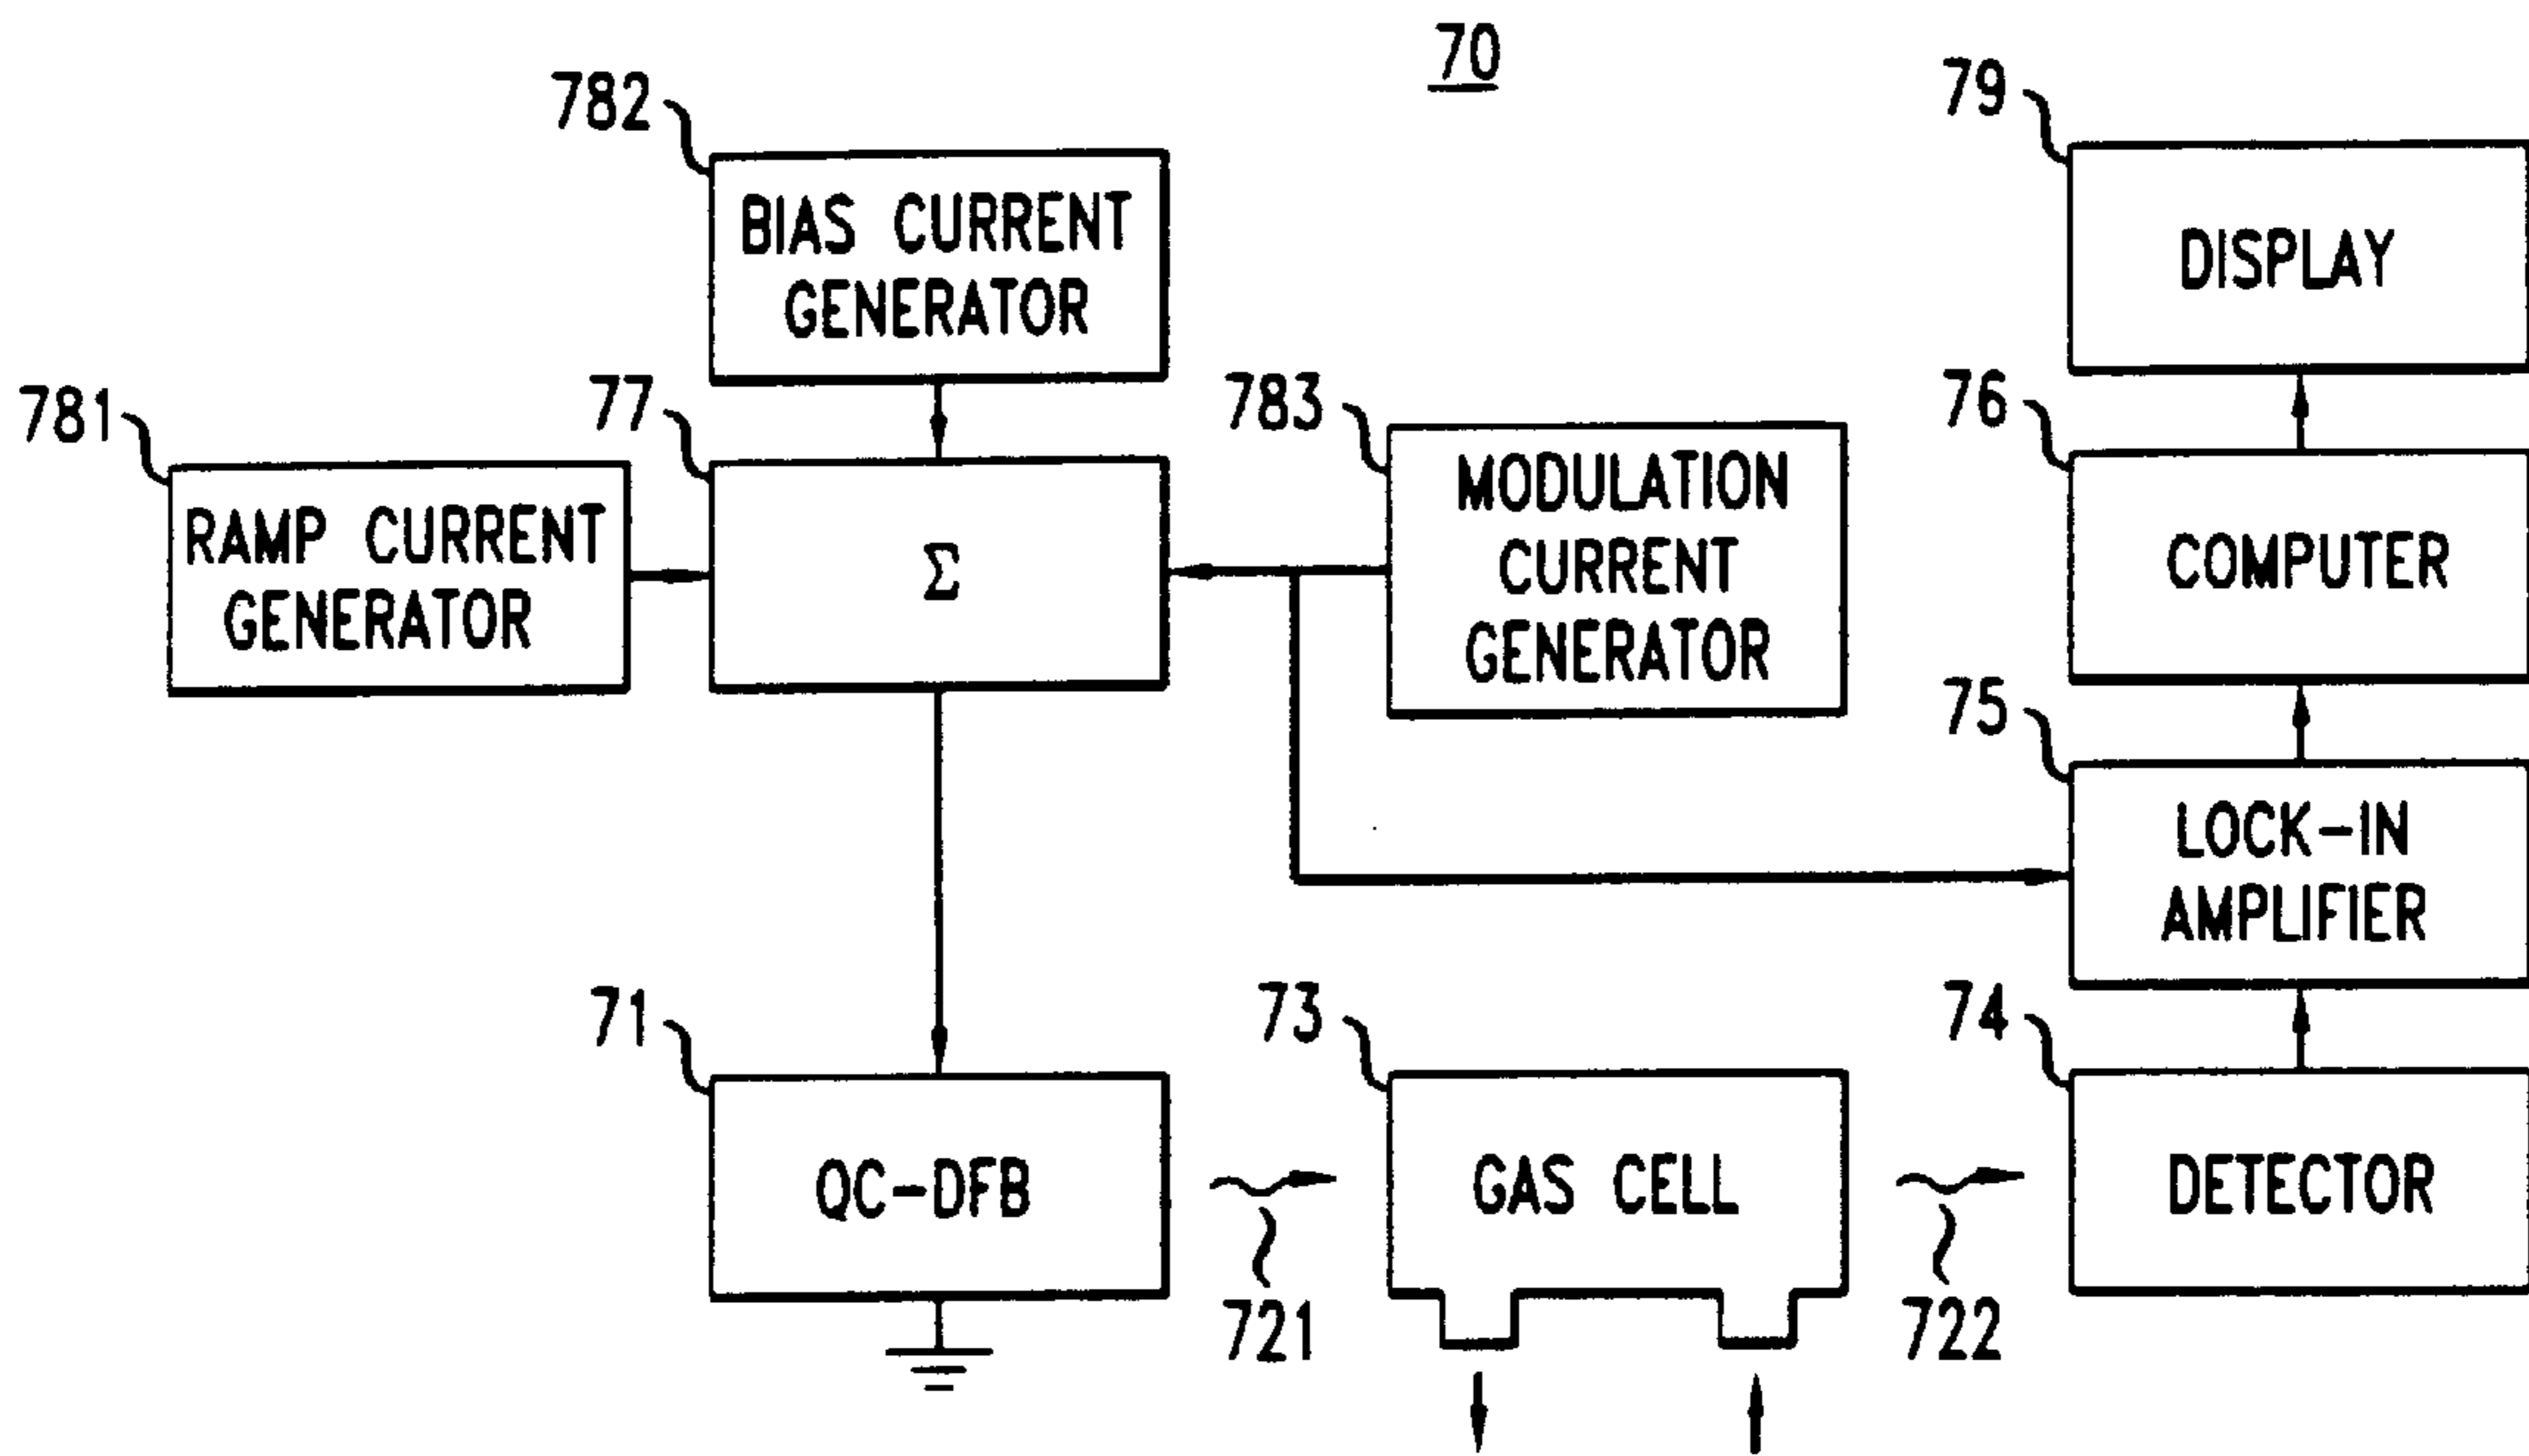 70
782
BIAS CURRENT
GENERATOR
79
DISPLAY
781
RAMP CURRENT
GENERATOR
77
Σ
783
MODULATION
CURRENT
GENERATOR
76
COMPUTER
75
LOCK-IN
AMPLIFIER
71
QC-DFB
721
73
GAS CELL
722
74
DETECTOR